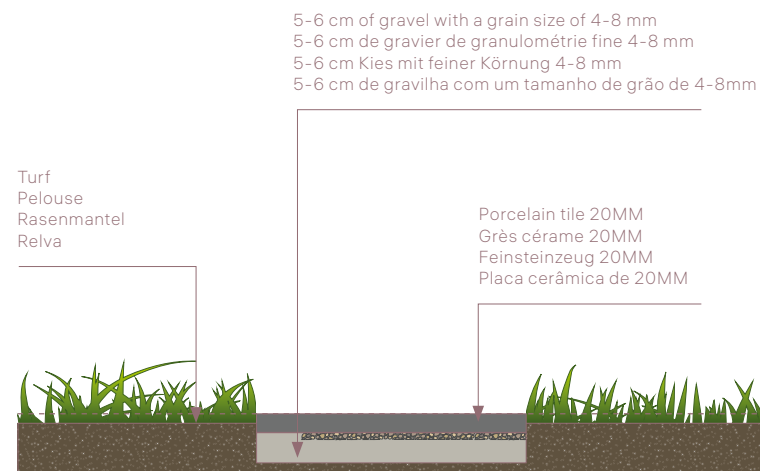 5-6 cm of gravel with a grain size of 4-8 mm
5-6 cm de gravier de granulométrie fine 4-8 mm
5-6 cm Kies mit feiner Körnung 4-8 mm
5-6 cm de gravilha com um tamanho de grão de 4-8mm
Turf
Pelouse
Rasenmantel
Relva
Porcelain tile 20MM
Grès cérame 20MM
Feinsteinzeug 20MM
Placa cerâmica de 20MM